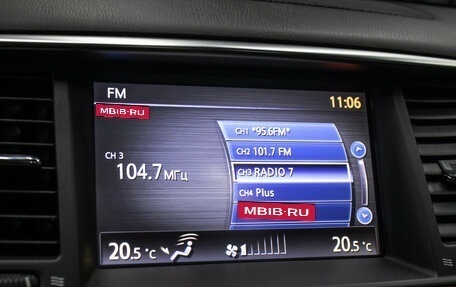 FM
11:06
MBIB.RU
CH1 *95.6FM*
CH2 101.7 FM
CH 3
104.7 МГц
CH3 RADIO 7
CH4 Plus
MBIB.RU
20.5 °C
20.5 °C